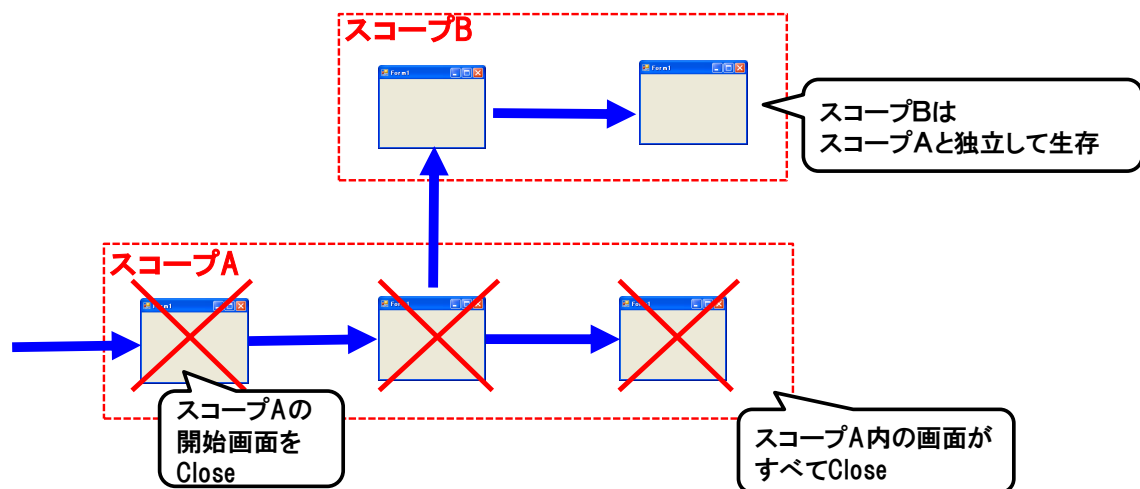 スコープB
Form1
Form1
スコープBは
スコープAと独立して生存
スコープA
Form1
Form1
Form1
スコープAの
開始画面を
Close
スコープA内の画面が
すべてClose